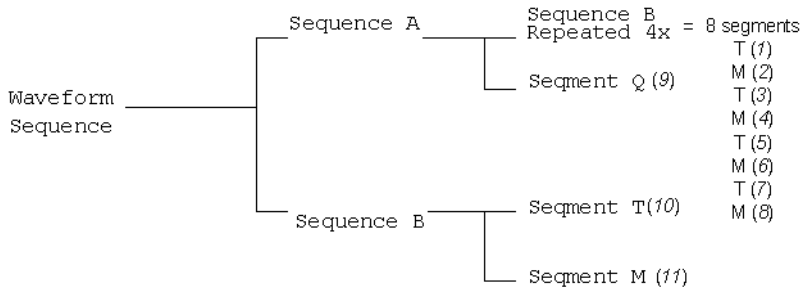 Waveform
Sequence
Sequence A
Sequence B
Repeated 4x = 8 segments
T (1)
M (2)
T (3)
M (4)
T (5)
M (6)
T (7)
M (8)
Seqment Q (9)
Sequence B
Seqment T(10)
Seqment M (11)